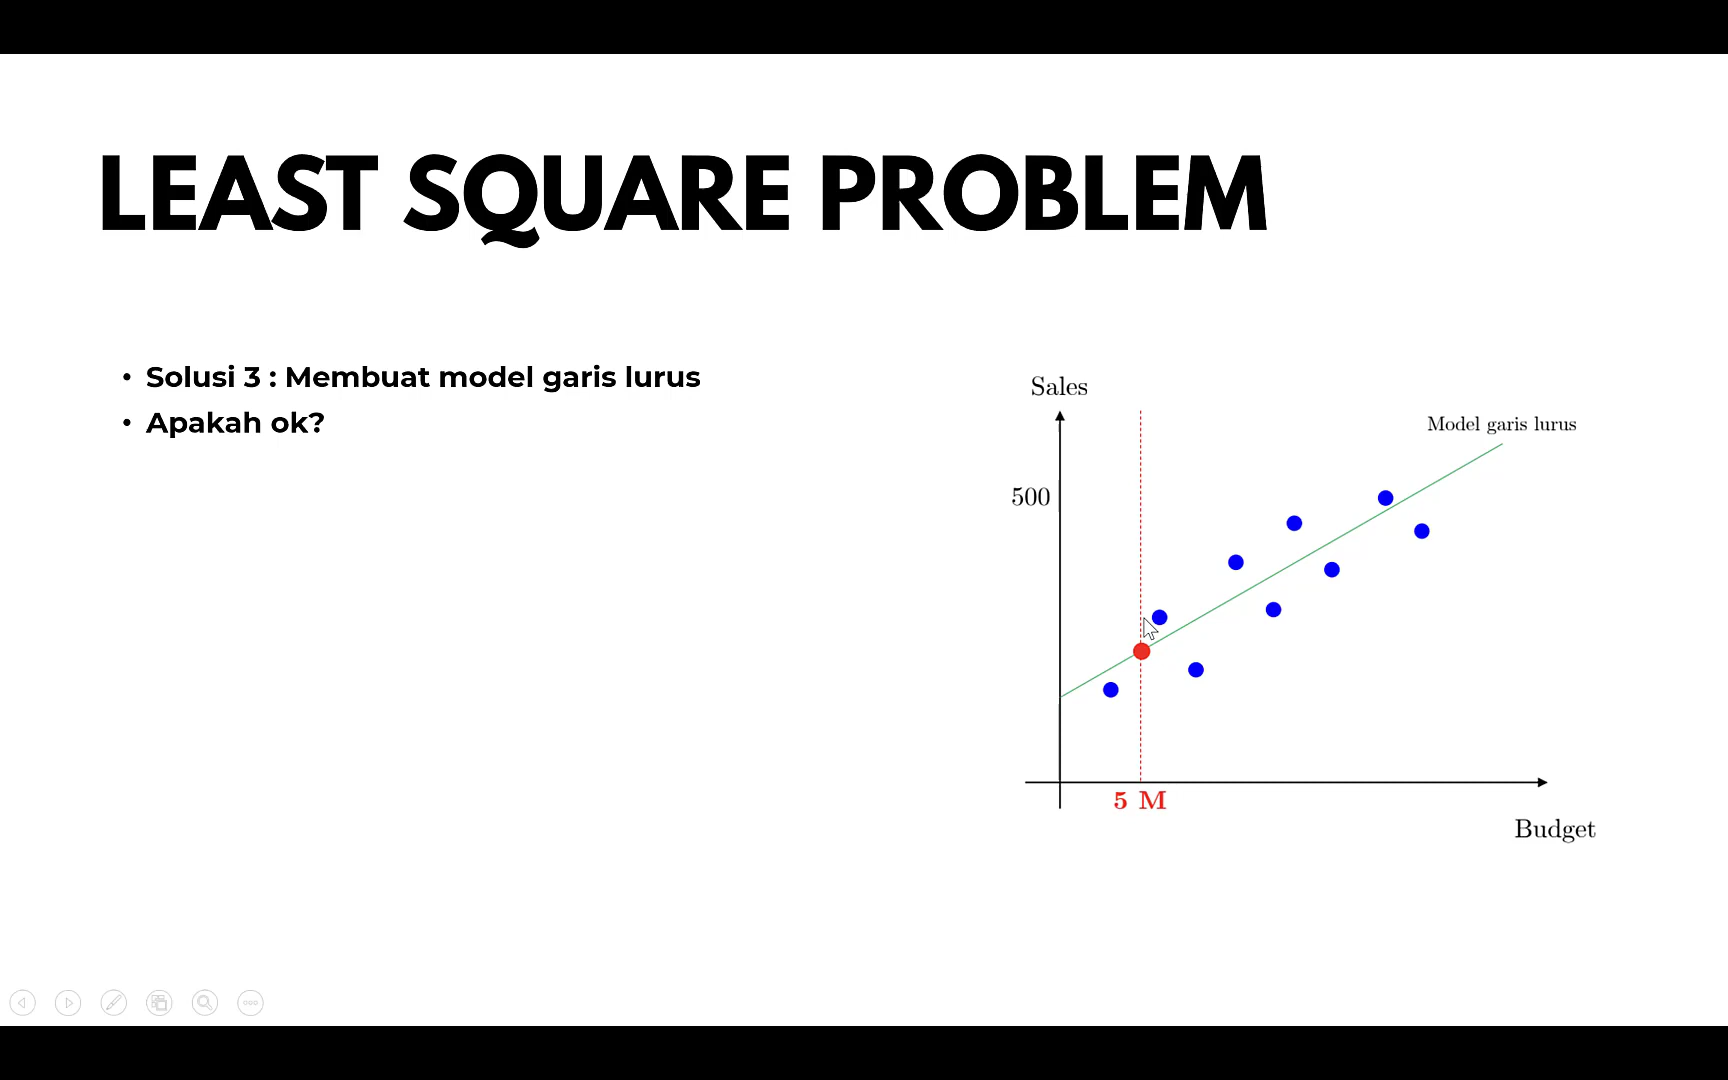 LEAST SQUARE PROBLEM
• Solusi 3 : Membuat model garis lurus
• Apakah ok?
Sales
Model garis lurus
500
5 M
Budget